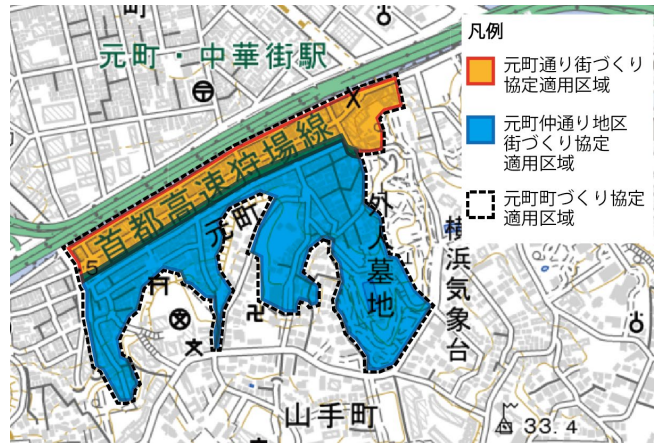 町
元町・中華街駅
首都高速狩場線
5
元町
外人墓地
横浜気象台
山手町
33.4
凡例
元町通り街づくり
協定適用区域
元町仲通り地区
街づくり協定
適用区域
元町町づくり協定
適用区域